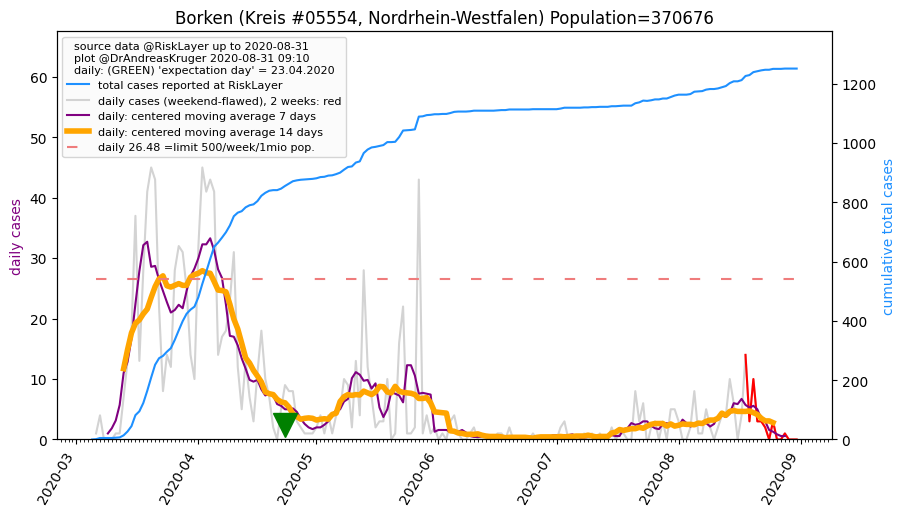 Borken (Kreis #05554, Nordrhein-Westfalen) Population=370676
source data @RiskLayer up to 2020-08-31
plot @DrAndreasKruger 2020-08-31 09:10
daily: (GREEN) 'expectation day' = 23.04.2020
total cases reported at RiskLayer
daily cases (weekend-flawed), 2 weeks: red
daily: centered moving average 7 days
daily: centered moving average 14 days
daily 26.48 =limit 500/week/1mio pop.
daily cases
60
50
40
30
20
10
0
cumulative total cases
1200
1000
800
600
400
200
0
2020-03
2020-04
2020-05
2020-06
2020-07
2020-08
2020-09